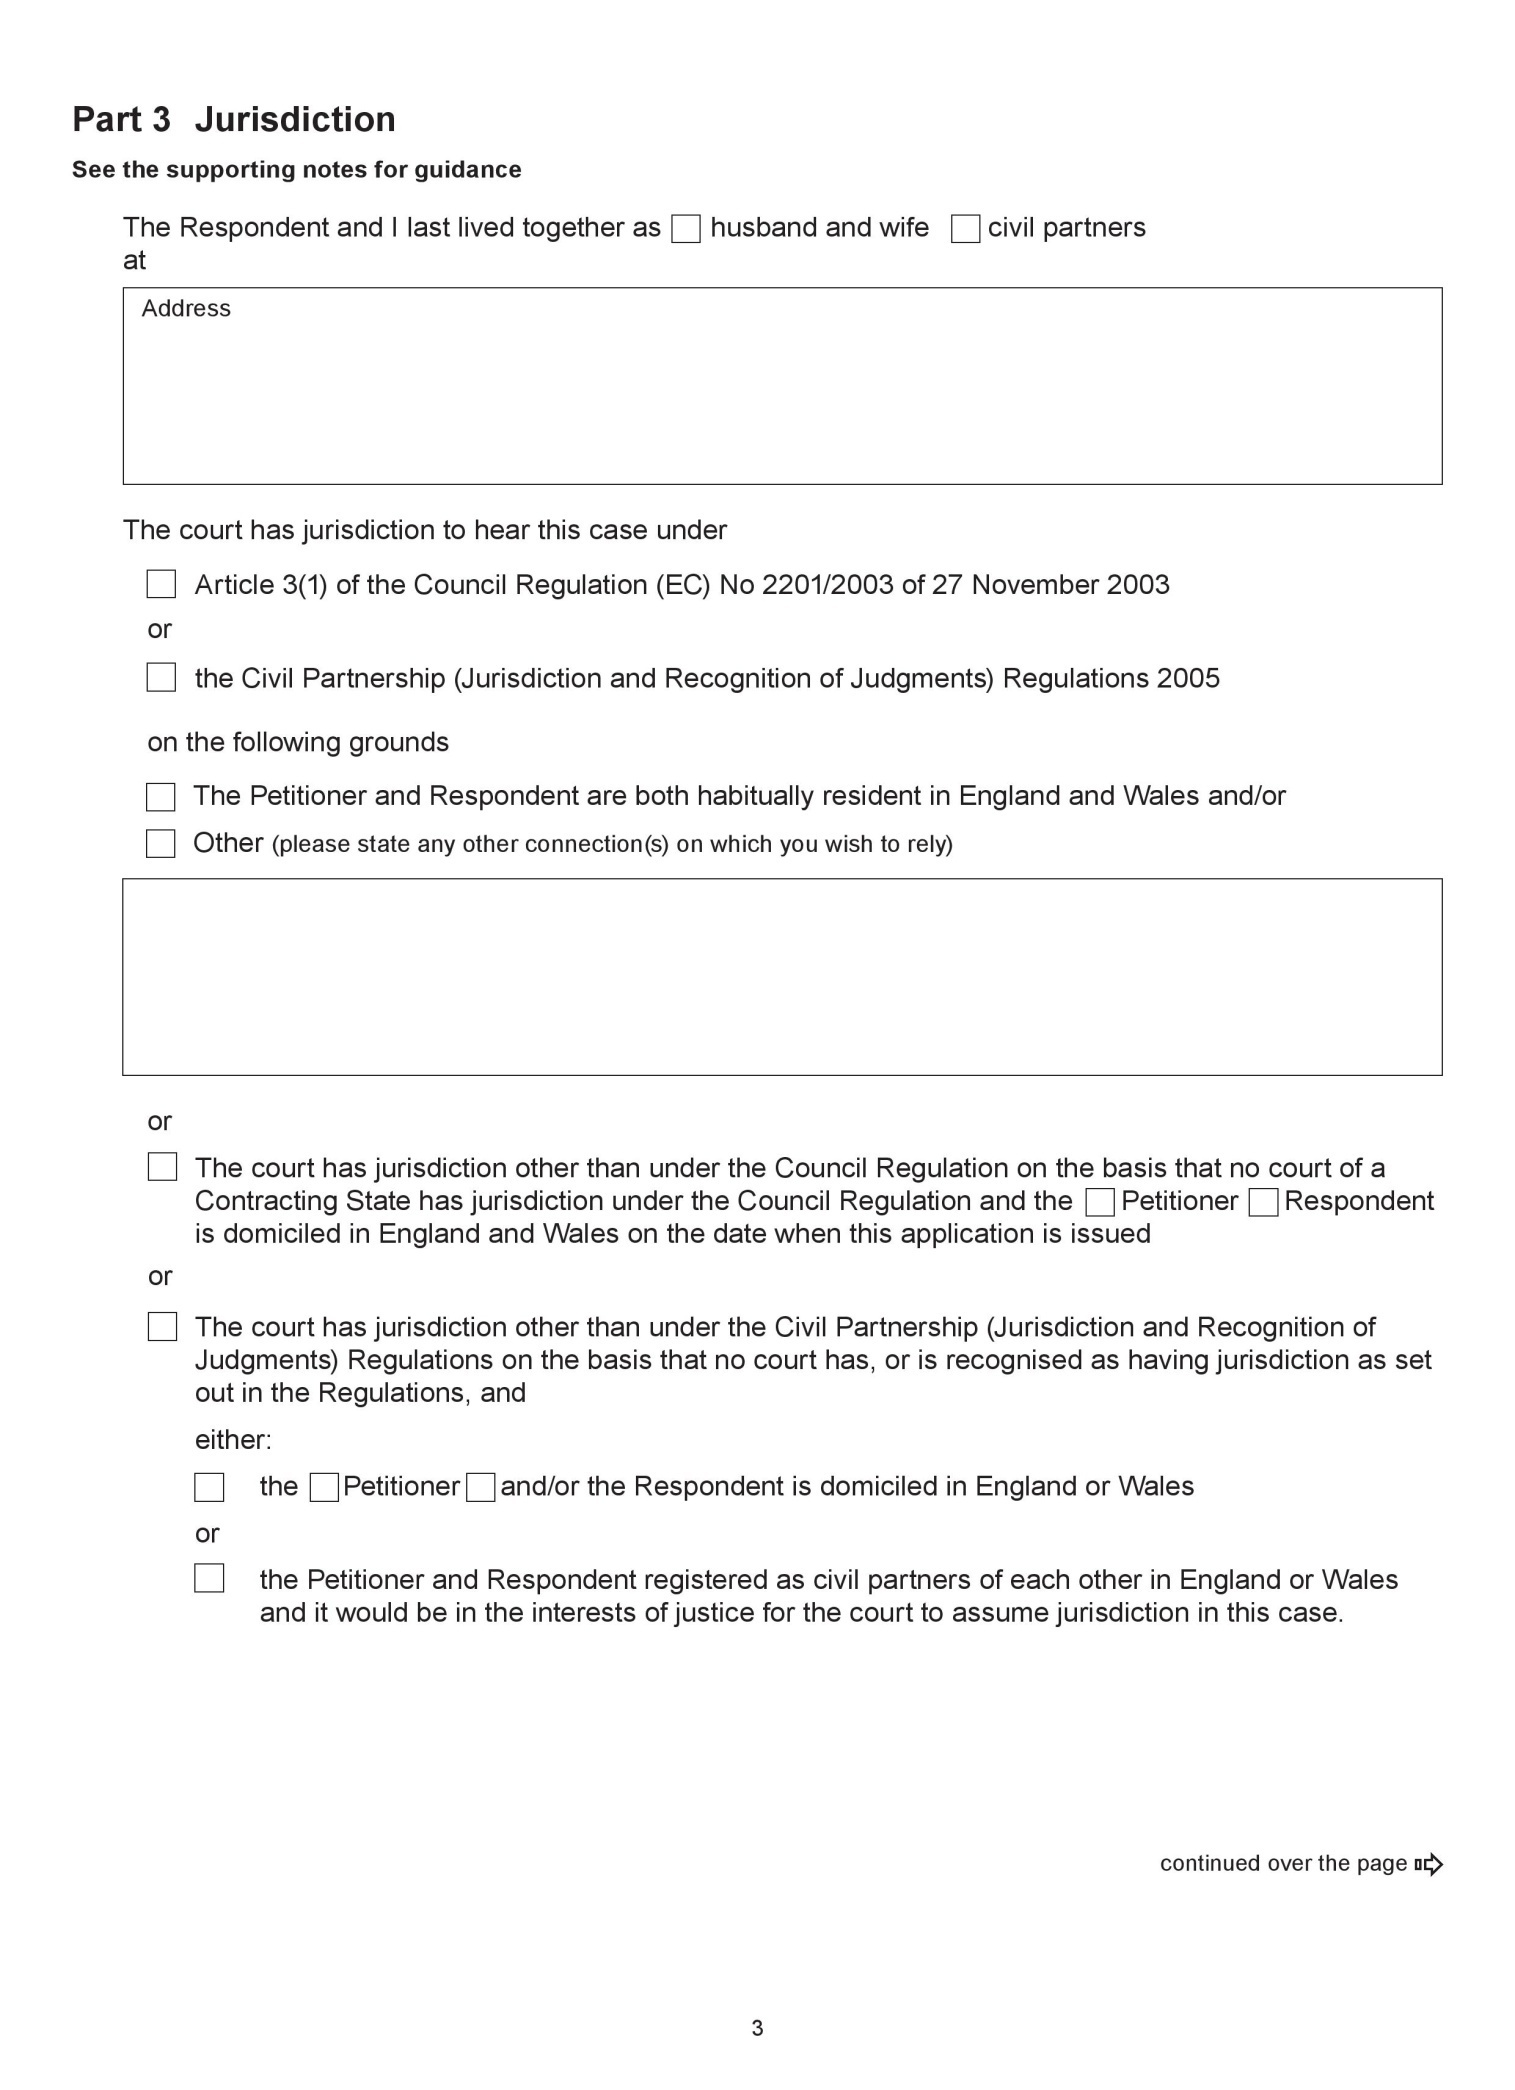 Part 3 Jurisdiction
See the supporting notes for guidance
The Respondent and I last lived together as husband and wife civil partners
at
Address
The court has jurisdiction to hear this case under
Article 3(1) of the Council Regulation (EC) No 2201/2003 of 27 November 2003
or
the Civil Partnership (Jurisdiction and Recognition of Judgments) Regulations 2005
on the following grounds
The Petitioner and Respondent are both habitually resident in England and Wales and/or
Other (please state any other connection(s) on which you wish to rely)
or
The court has jurisdiction other than under the Council Regulation on the basis that no court of a
Contracting State has jurisdiction under the Council Regulation and the Petitioner Respondent
is domiciled in England and Wales on the date when this application is issued
or
The court has jurisdiction other than under the Civil Partnership (Jurisdiction and Recognition of
Judgments) Regulations on the basis that no court has, or is recognised as having jurisdiction as set
out in the Regulations, and
either:
the Petitioner and/or the Respondent is domiciled in England or Wales
or
the Petitioner and Respondent registered as civil partners of each other in England or Wales
and it would be in the interests of justice for the court to assume jurisdiction in this case.
continued over the page
3